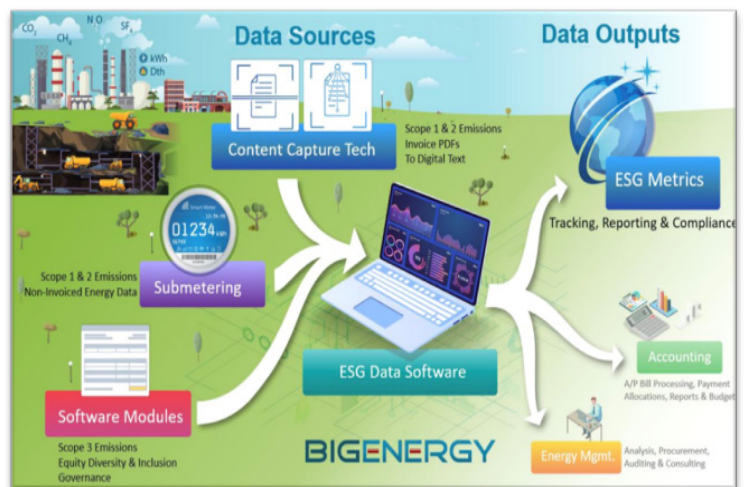 Data Sources
Data Outputs
CO2
CH4
N2O
SF6
kWh
Dth
Content Capture Tech
Scope 1 & 2 Emissions
Invoice PDFs
To Digital Text
ESG Metrics
Tracking, Reporting & Compliance
Smart Meter
01234 kWh
Scope 1 & 2 Emissions
Non-Invoiced Energy Data
Submetering
ESG Data Software
Accounting
A/P Bill Processing, Payment
Allocations, Reports & Budget
Software Modules
Scope 3 Emissions
Equity Diversity & Inclusion
Governance
BIGENERGY
Energy Mgmt.
Analysis, Procurement,
Auditing & Consulting